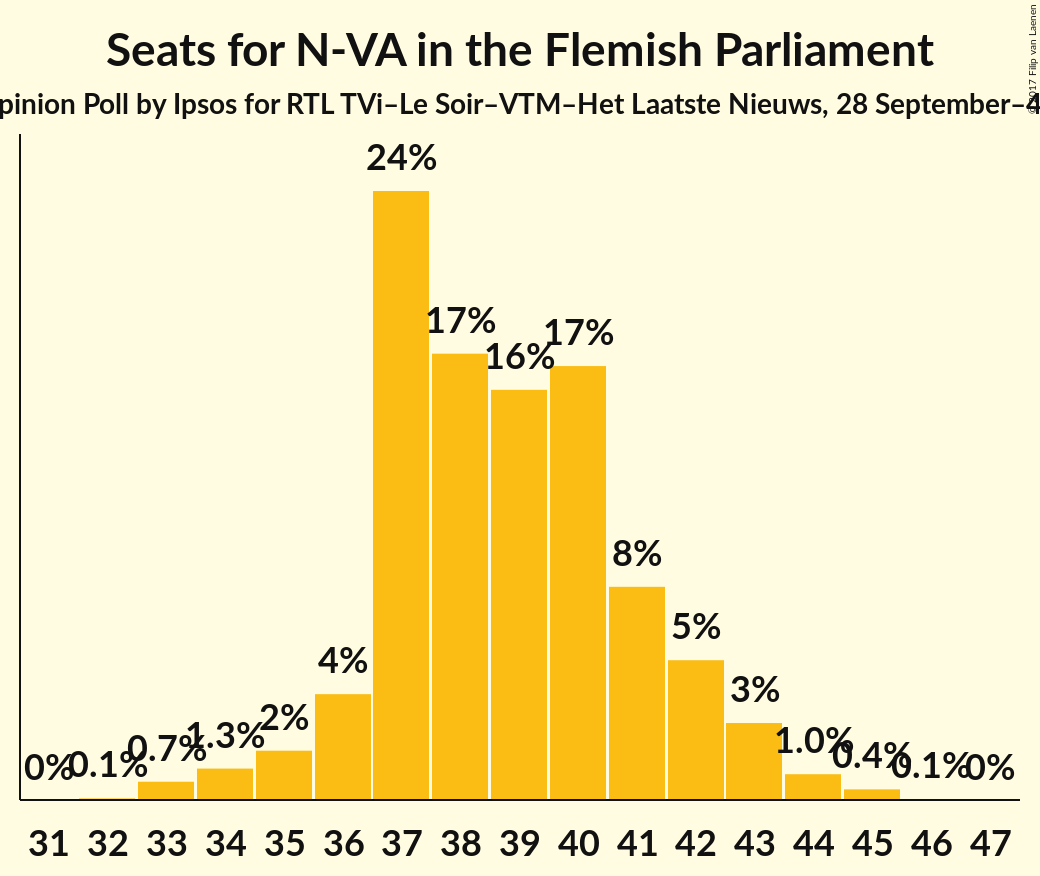 Seats for N-VA in the Flemish Parliament
pinion Poll by Ipsos for RTL TVi–Le Soir–VTM–Het Laatste Nieuws, 28 September–4
© 2017 Filip van Laenen
24%
17%
17%
16%
8%
5%
4%
3%
2%
1.3%
1.0%
0.7%
0.4%
0% 0.1% 0.1% 0%
31 32 33 34 35 36 37 38 39 40 41 42 43 44 45 46 47